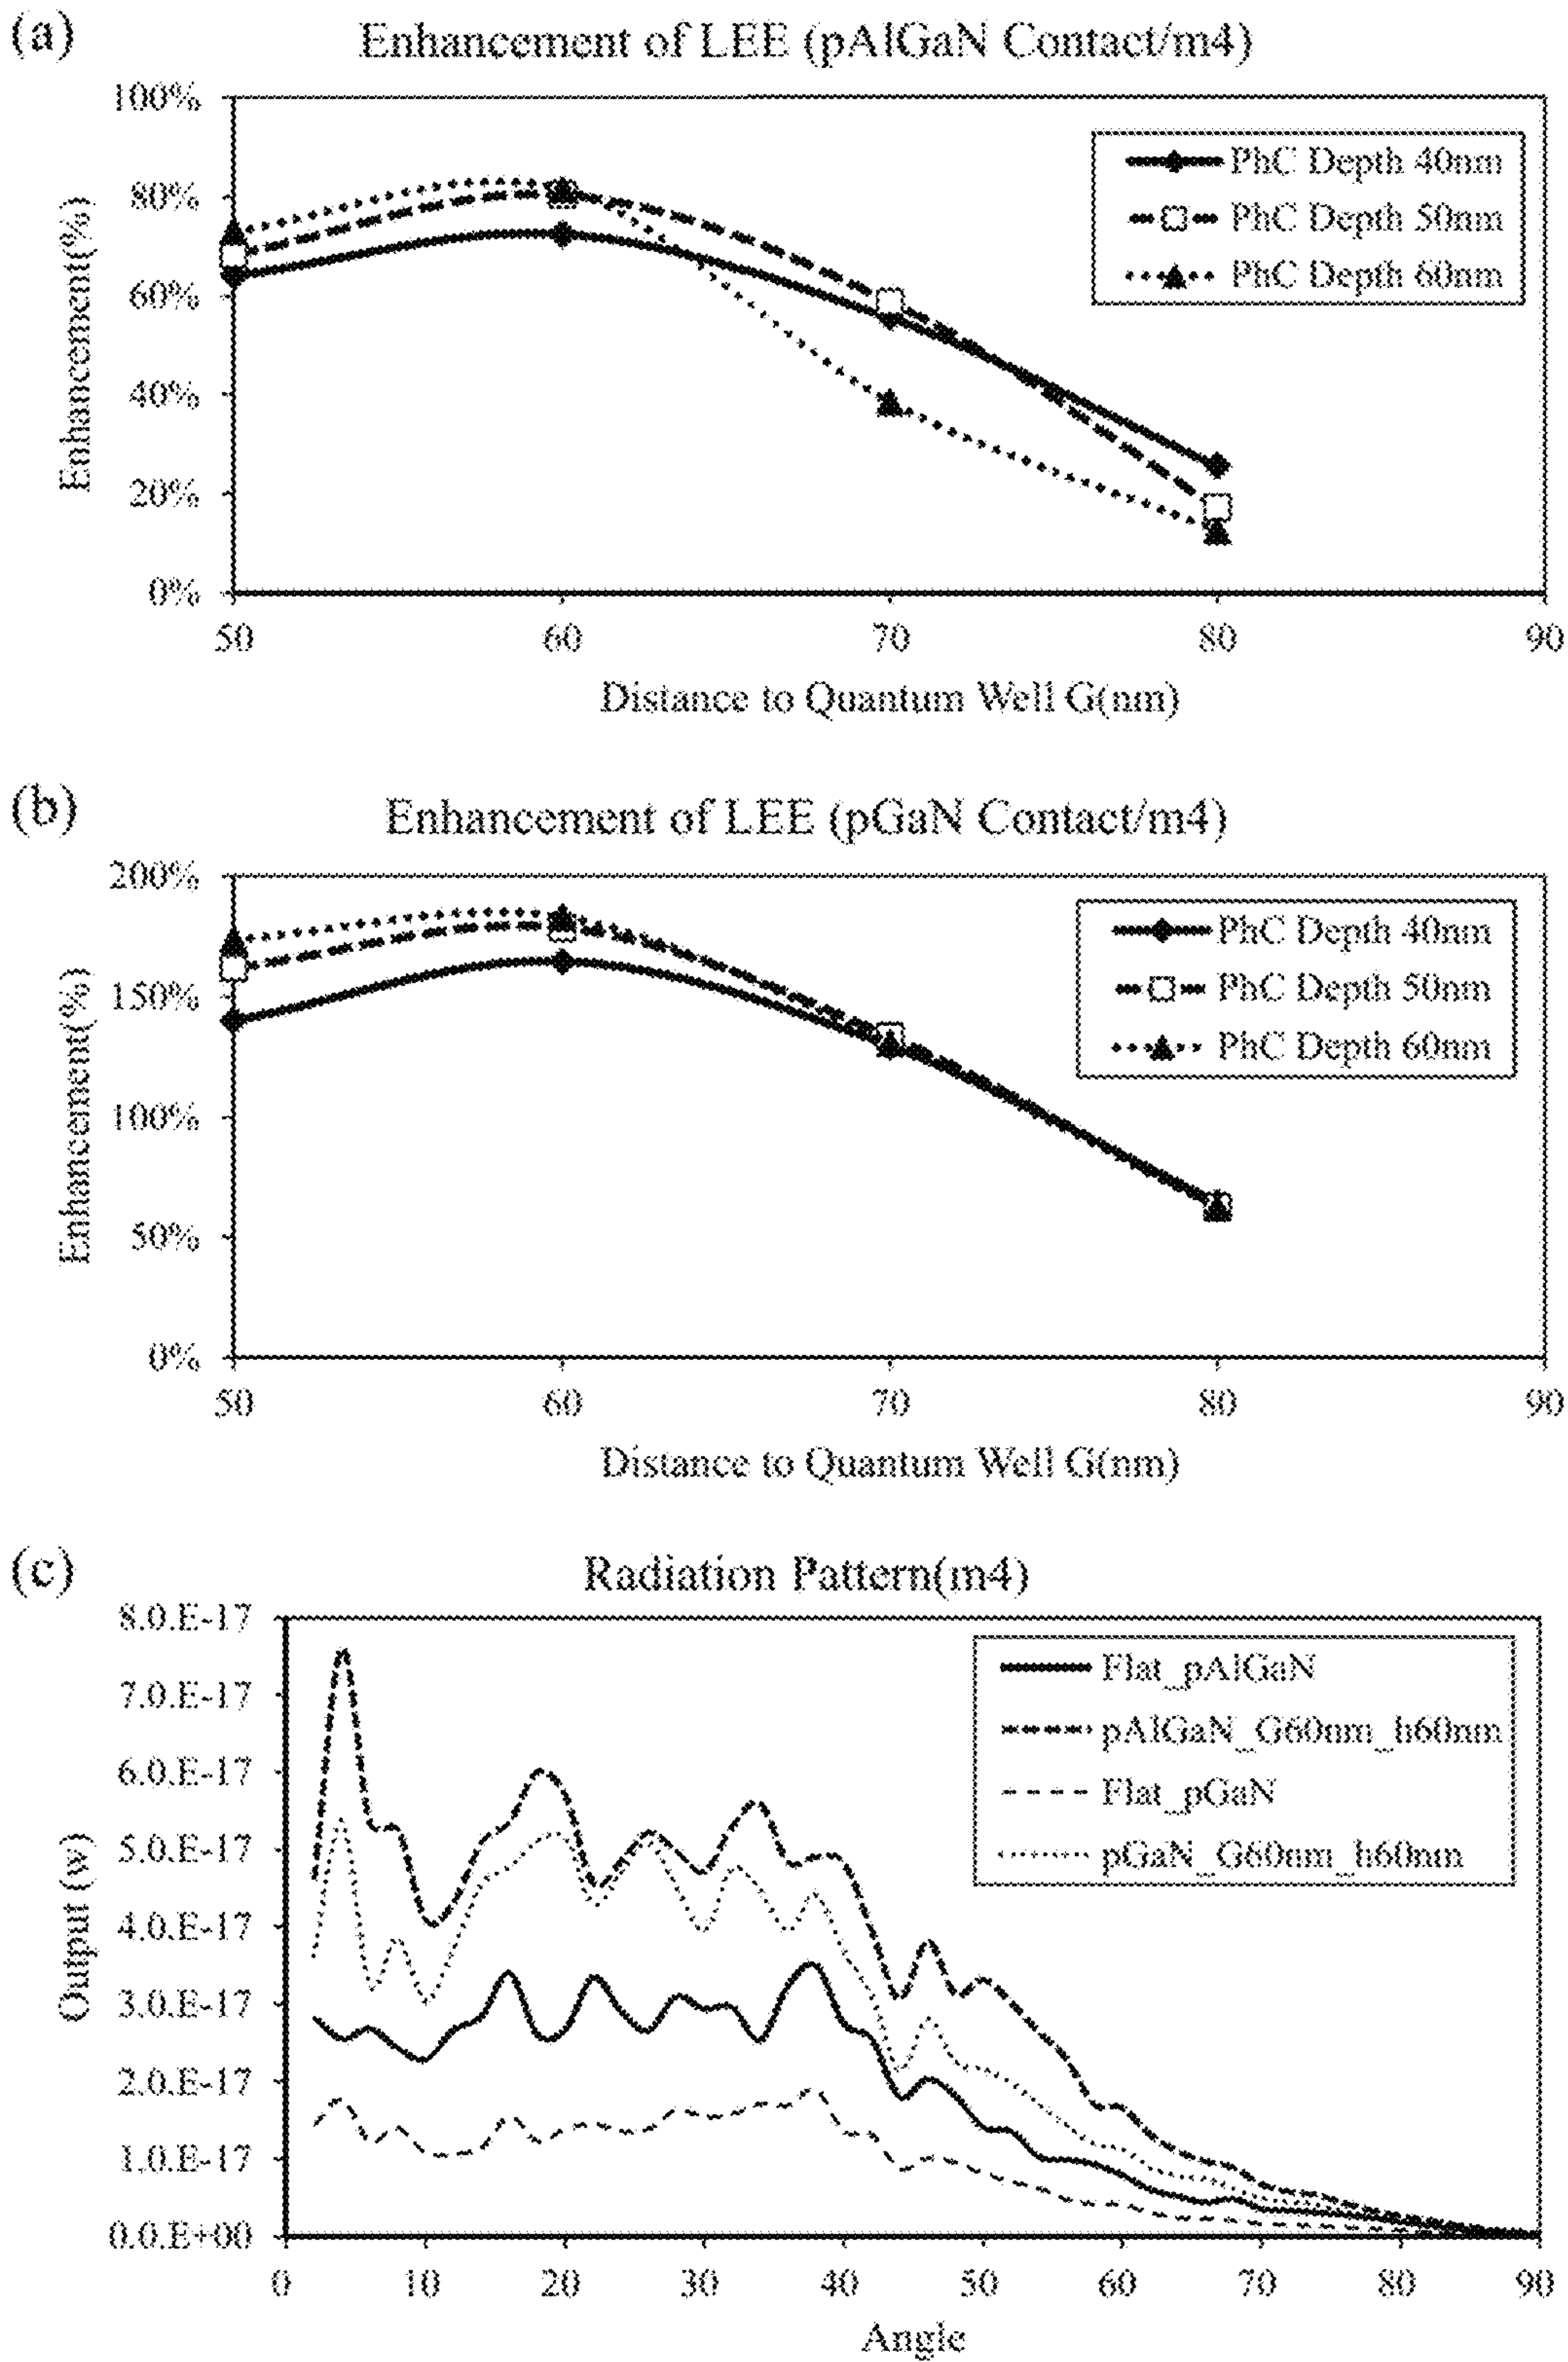 (a)
Enhancement of LEE (pAlGaN Contact/m4)
100%
80%
60%
40%
20%
0%
Enhancement(%)
PhC Depth 40nm
PhC Depth 50nm
PhC Depth 60nm
50 60 70 80 90
Distance to Quantum Well G(nm)
(b)
Enhancement of LEE (pGaN Contact/m4)
200%
150%
100%
50%
0%
Enhancement(%)
PhC Depth 40nm
PhC Depth 50nm
PhC Depth 60nm
50 60 70 80 90
Distance to Quantum Well G(nm)
(c)
Radiation Pattern(m4)
8.0.E-17
7.0.E-17
6.0.E-17
5.0.E-17
4.0.E-17
3.0.E-17
2.0.E-17
1.0.E-17
0.0.E+00
Output (w)
Flat_pAlGaN
pAlGaN_G60nm_h60nm
Flat_pGaN
pGaN_G60nm_h60nm
0 10 20 30 40 50 60 70 80 90
Angle